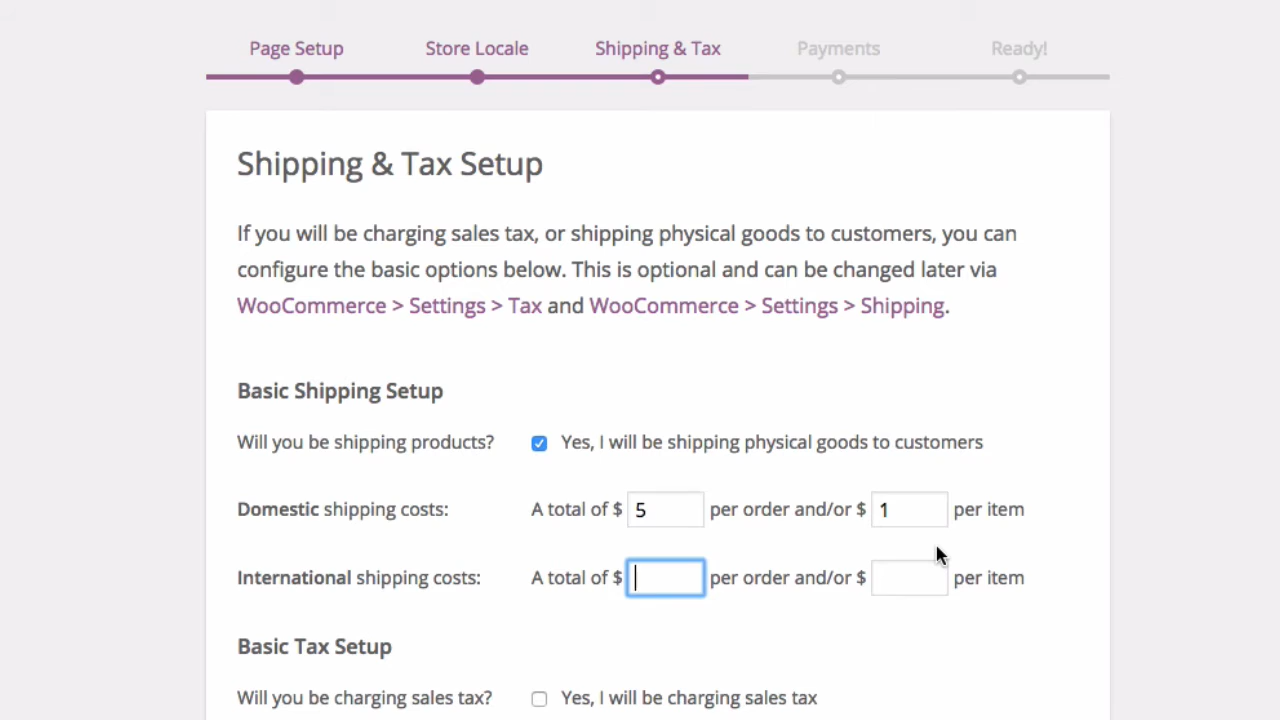 Page Setup Store Locale Shipping & Tax Payments Ready!
Shipping & Tax Setup
If you will be charging sales tax, or shipping physical goods to customers, you can
configure the basic options below. This is optional and can be changed later via
WooCommerce > Settings > Tax and WooCommerce > Settings > Shipping.
Basic Shipping Setup
Will you be shipping products? Yes, I will be shipping physical goods to customers
Domestic shipping costs: A total of $ 5 per order and/or $ 1 per item
International shipping costs: A total of $ per order and/or $ per item
Basic Tax Setup
Will you be charging sales tax? Yes, I will be charging sales tax